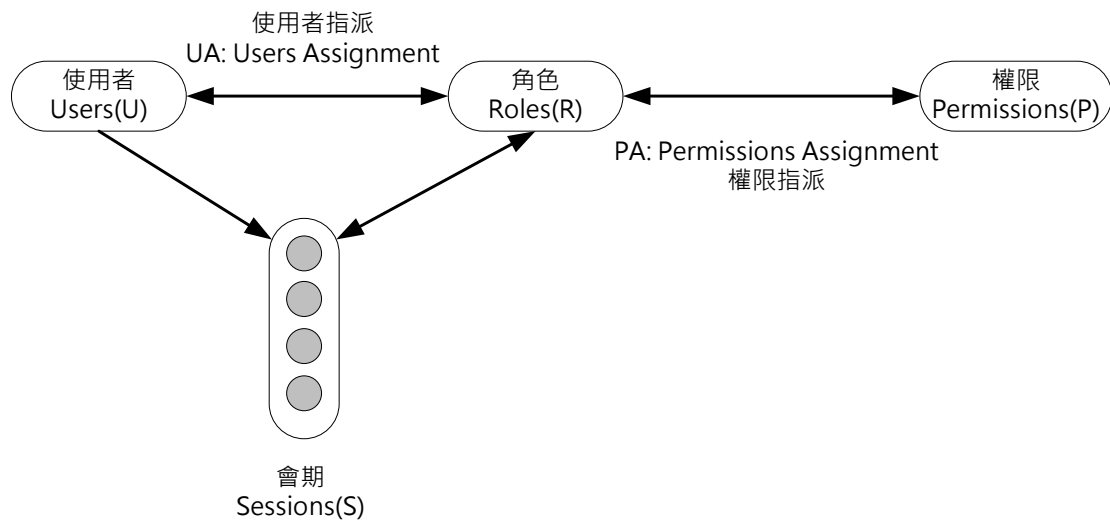 使用者指派
UA: Users Assignment
使用者
Users(U)
角色
Roles(R)
權限
Permissions(P)
PA: Permissions Assignment
權限指派
會期
Sessions(S)